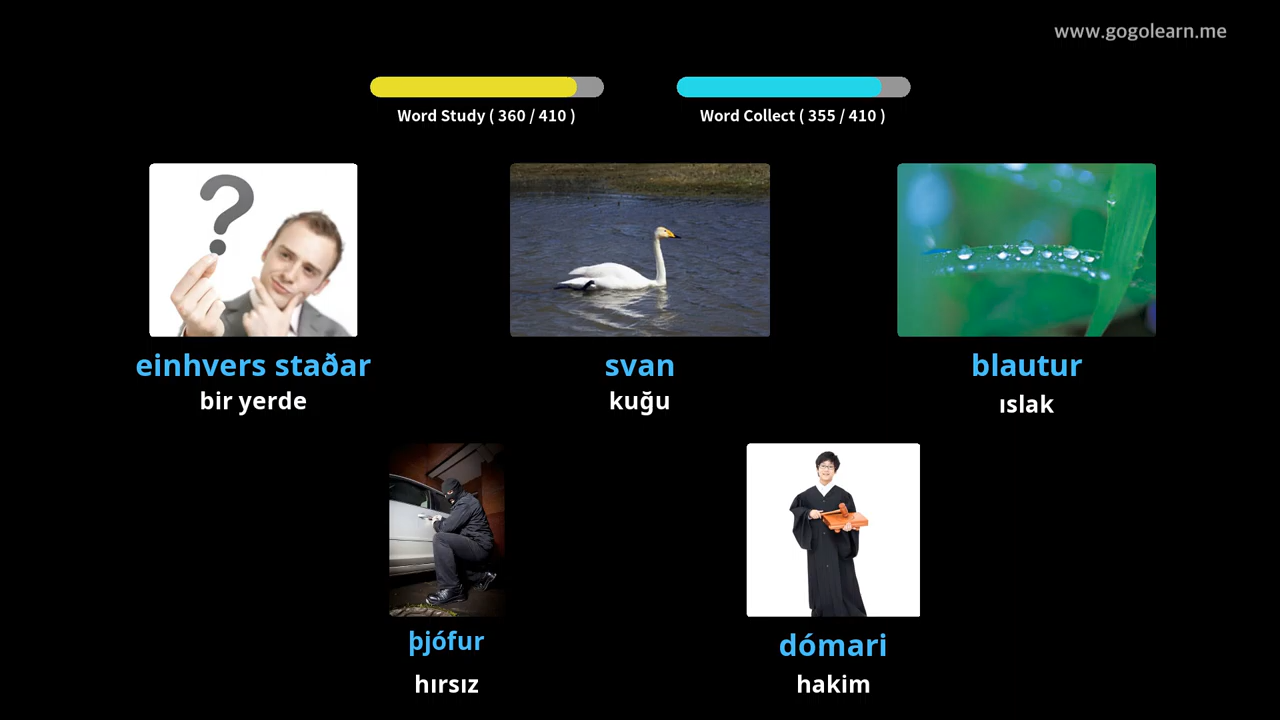 www.gogolearn.me
Word Study ( 360 / 410 )
Word Collect ( 355 / 410 )
?
einhvers staðar
bir yerde
svan
kuğu
blautur
ıslak
þjófur
hırsız
dómari
hakim